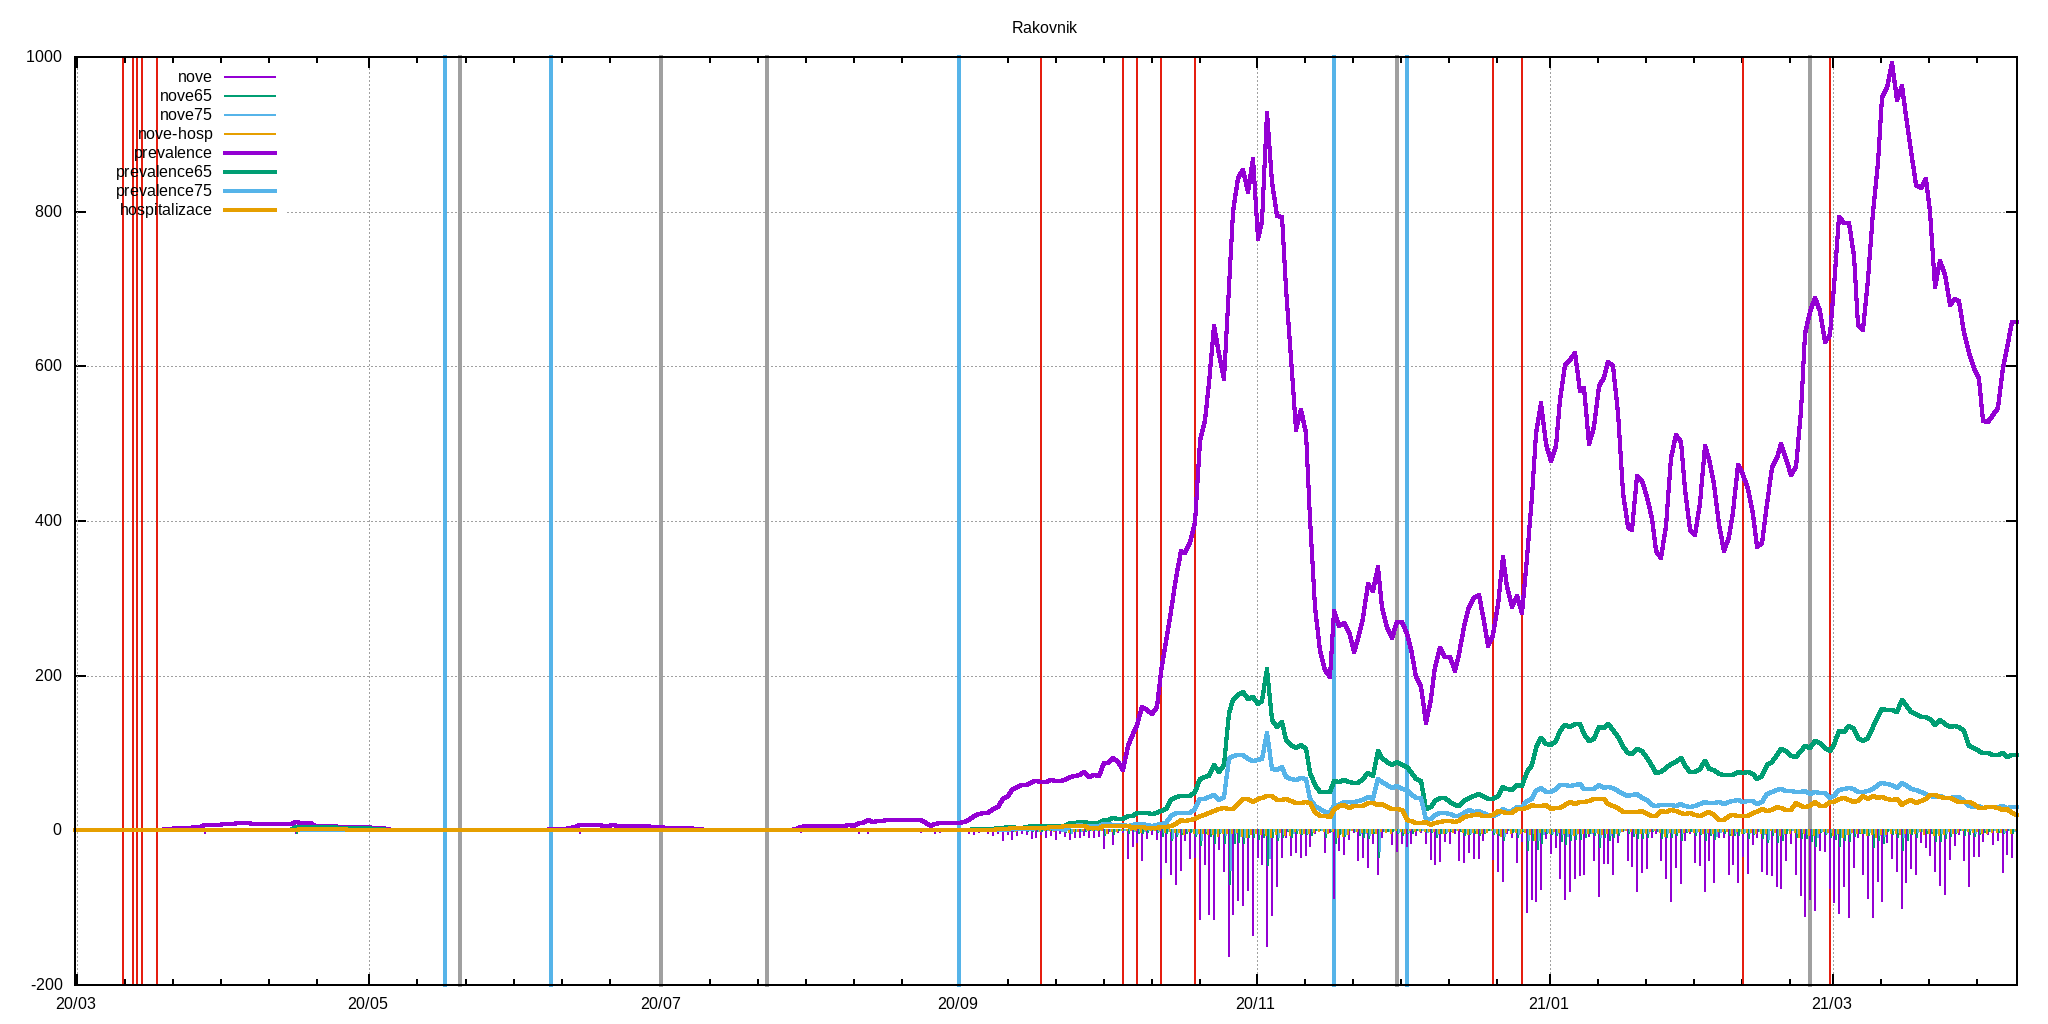 Rakovnik
1000
nove
nove65
nove75
nove-hosp
prevalence
prevalence65
prevalence75
hospitalizace
800
600
400
200
0
-200
20/03 20/05 20/07 20/09 20/11 21/01 21/03